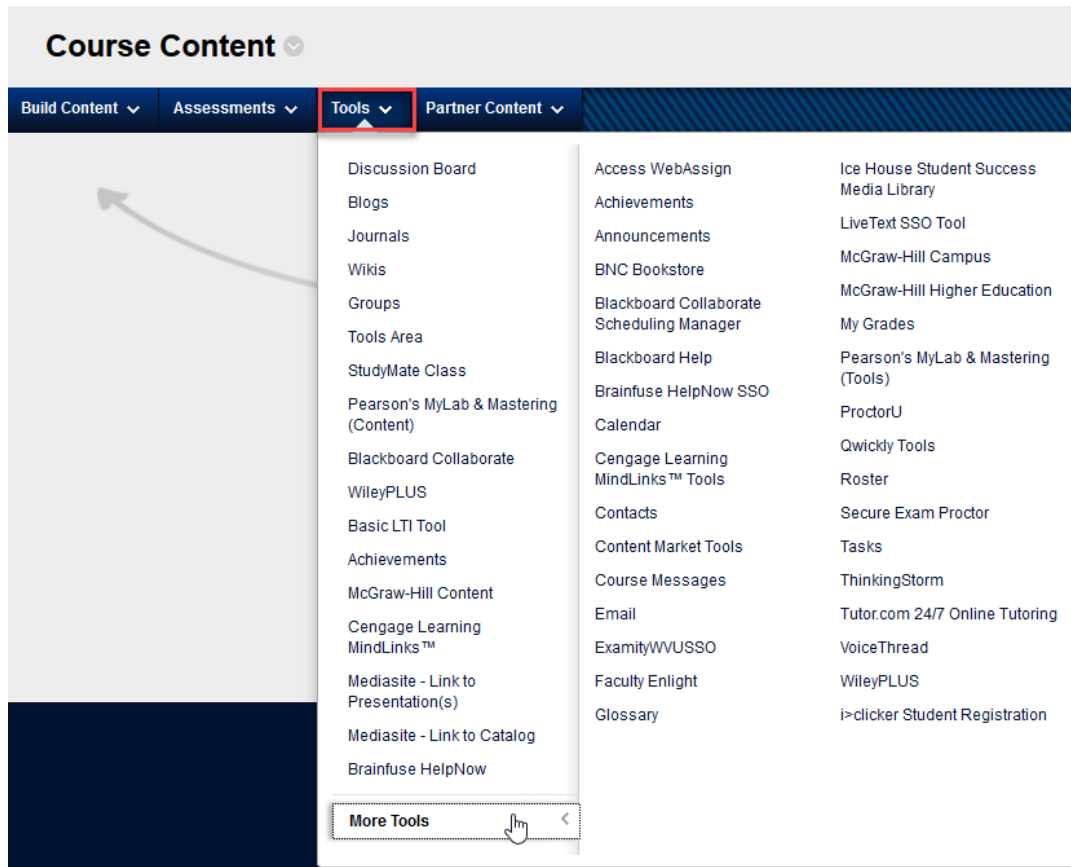 Course Content
Build Content
Assessments
Tools
Partner Content
Discussion Board
Blogs
Journals
Wikis
Groups
Tools Area
StudyMate Class
Pearson's MyLab & Mastering
(Content)
Blackboard Collaborate
WileyPLUS
Basic LTI Tool
Achievements
McGraw-Hill Content
Cengage Learning
MindLinks™
Mediasite - Link to
Presentation(s)
Mediasite - Link to Catalog
Brainfuse HelpNow
More Tools
Access WebAssign
Achievements
Announcements
BNC Bookstore
Blackboard Collaborate
Scheduling Manager
Blackboard Help
Brainfuse HelpNow SSO
Calendar
Cengage Learning
MindLinks™ Tools
Contacts
Content Market Tools
Course Messages
Email
ExamityWVUSSO
Faculty Enlight
Glossary
Ice House Student Success
Media Library
LiveText SSO Tool
McGraw-Hill Campus
McGraw-Hill Higher Education
My Grades
Pearson's MyLab & Mastering
(Tools)
ProctorU
Qwickly Tools
Roster
Secure Exam Proctor
Tasks
ThinkingStorm
Tutor.com 24/7 Online Tutoring
VoiceThread
WileyPLUS
i>clicker Student Registration